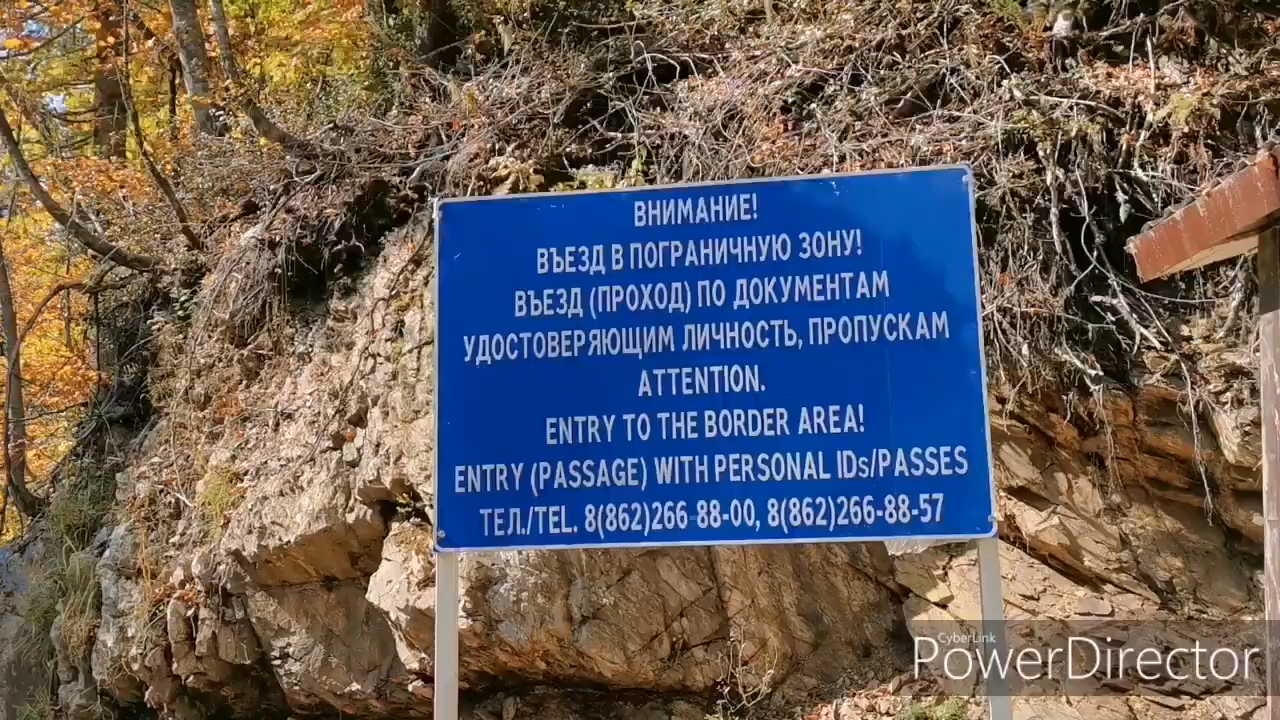 ВНИМАНИЕ!
ВЪЕЗД В ПОГРАНИЧНУЮ ЗОНУ!
ВЪЕЗД (ПРОХОД) ПО ДОКУМЕНТАМ
УДОСТОВЕРЯЮЩИМ ЛИЧНОСТЬ, ПРОПУСКАМ
ATTENTION.
ENTRY TO THE BORDER AREA!
ENTRY (PASSAGE) WITH PERSONAL IDs/PASSES
ТЕЛ./TEL. 8(862)266-88-00, 8(862)266-88-57
CyberLink
PowerDirector